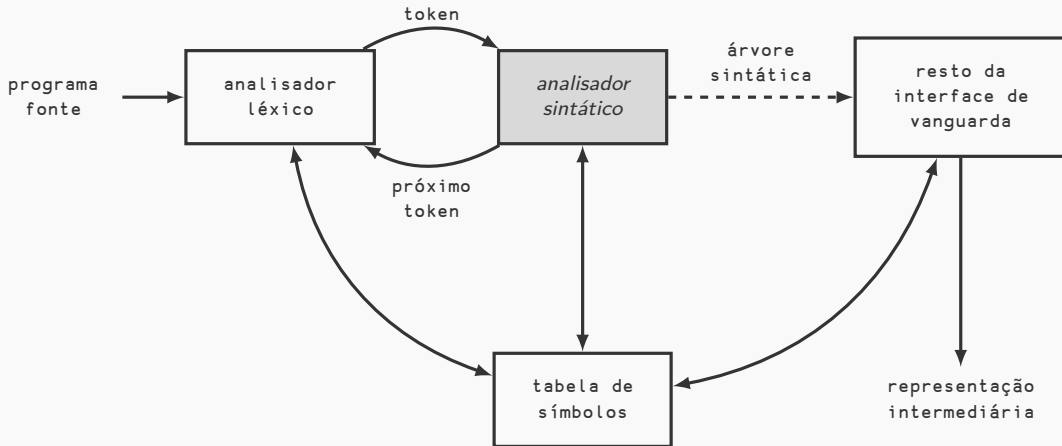 token
programa
fonte
analisador
léxico
analisador
sintático
árvore
sintática
resto da
interface de
vanguarda
próximo
token
tabela de
símbolos
representação
intermediária